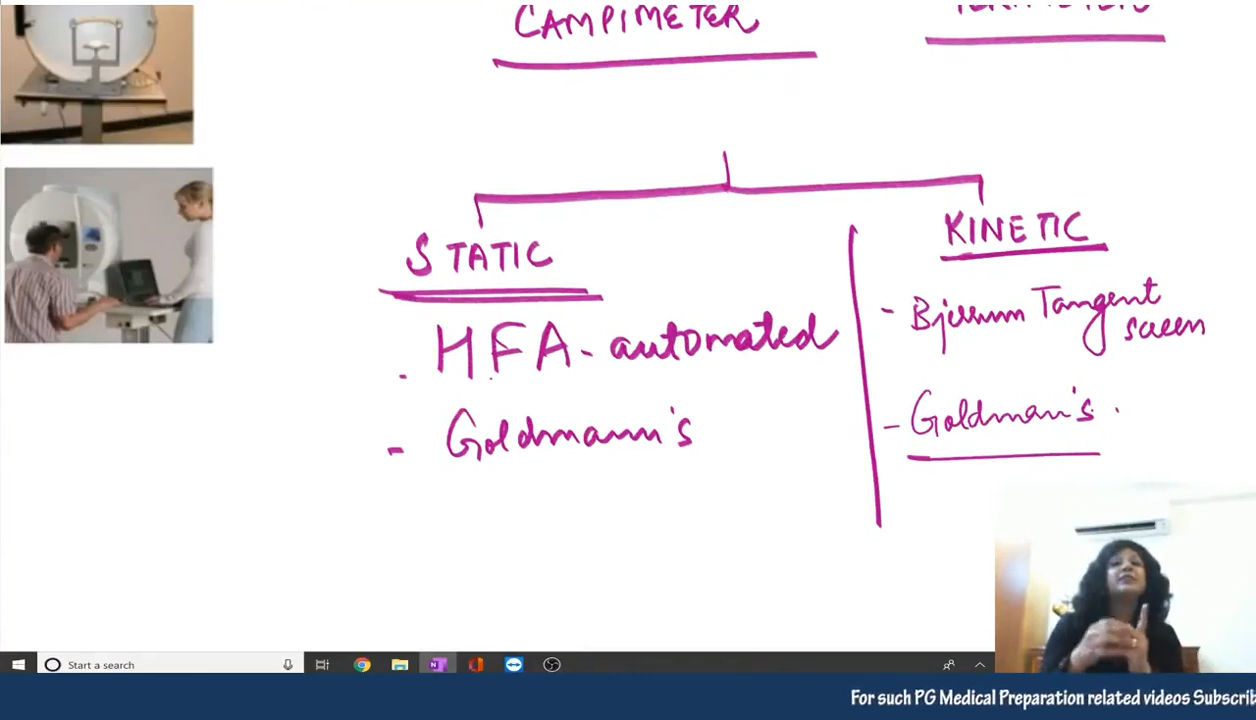 CAMPIMETER
STATIC
- HFA - automated
- Goldmann's
KINETIC
- Bjerrum Tangent
screen
- Goldman's
Start a search
For such PG Medical Preparation related videos Subscrib